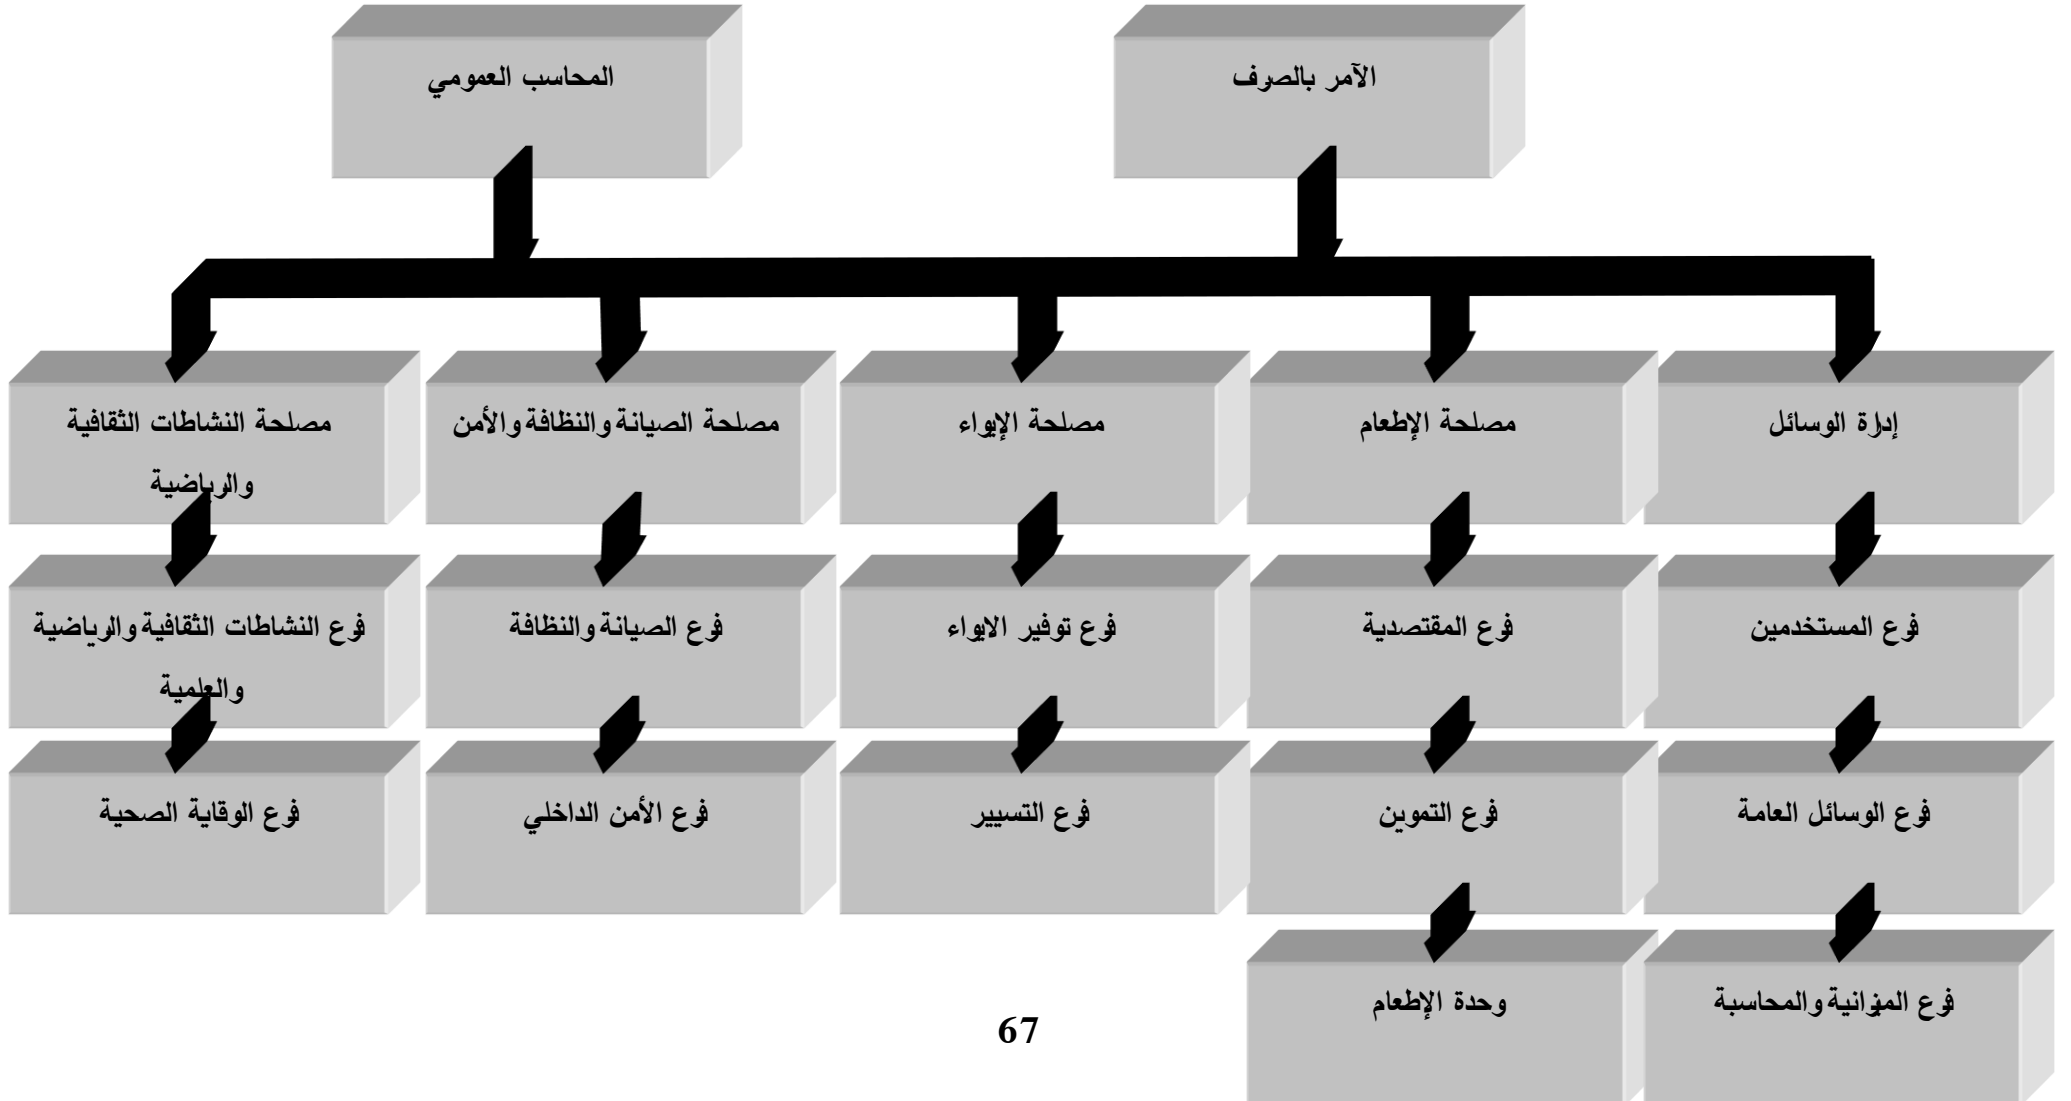 الآمر بالصرف
المحاسب العمومي
إدارة الوسائل
مصلحة الإطعام
مصلحة الإيواء
مصلحة الصيانة والنظافة والأمن
مصلحة النشاطات الثقافية
والرياضية
فرع المستخدمين
فرع المقتصدية
فرع توفير الايواء
فرع الصيانة والنظافة
فرع النشاطات الثقافية والرياضية
والعلمية
فرع الوسائل العامة
فرع التموين
فرع التسيير
فرع الأمن الداخلي
فرع الوقاية الصحية
فرع الميزانية والمحاسبة
وحدة الإطعام
67